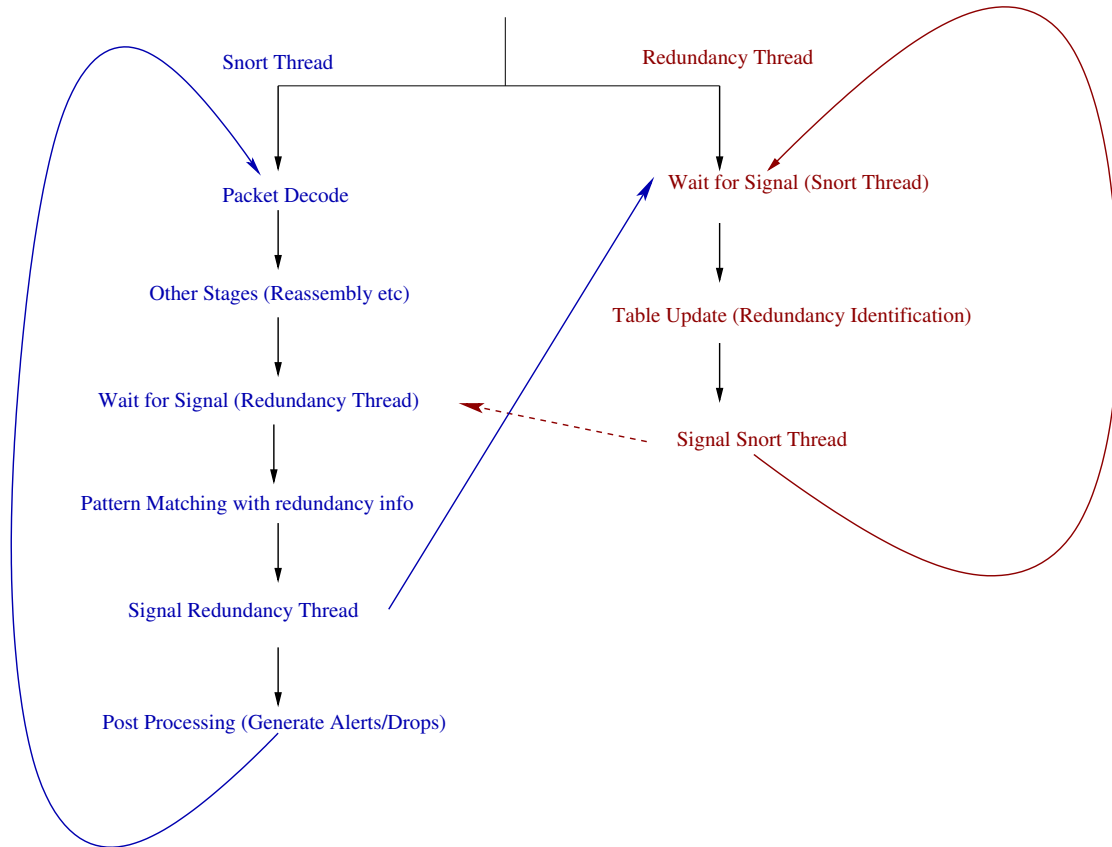 Snort Thread
Redundancy Thread
Packet Decode
Other Stages (Reassembly etc)
Wait for Signal (Redundancy Thread)
Pattern Matching with redundancy info
Signal Redundancy Thread
Post Processing (Generate Alerts/Drops)
Wait for Signal (Snort Thread)
Table Update (Redundancy Identification)
Signal Snort Thread